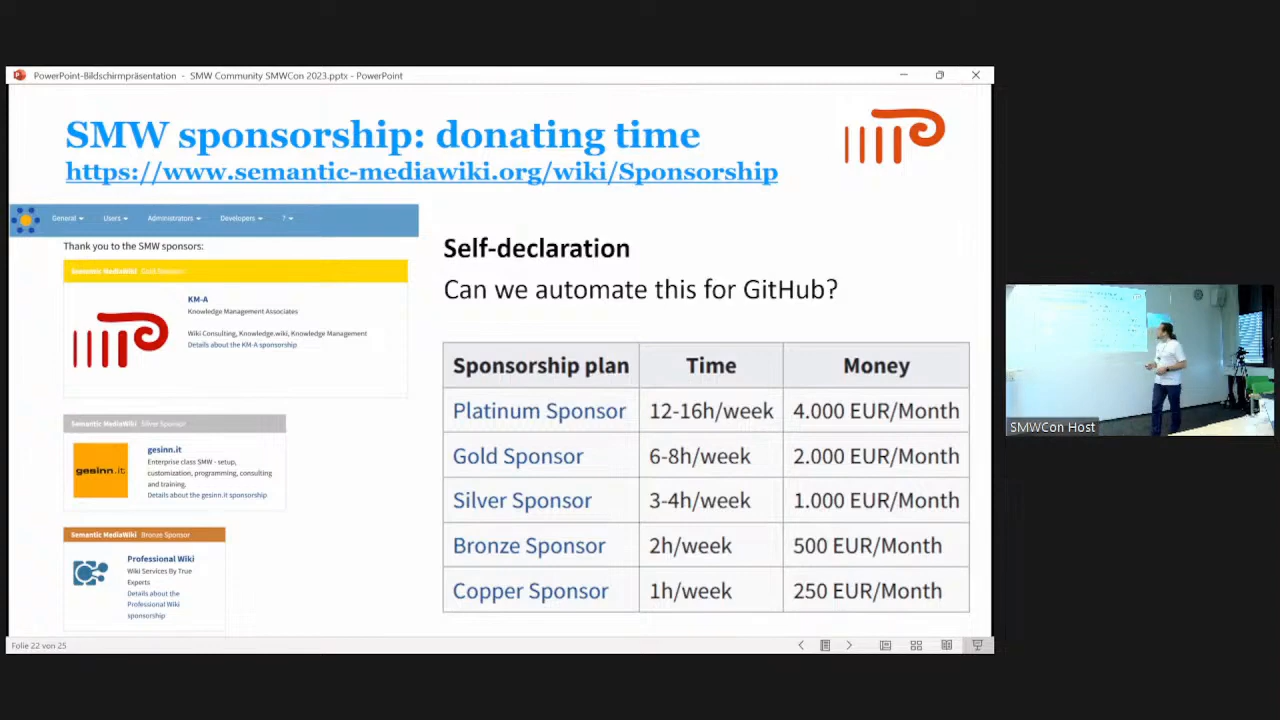 PowerPoint-Bildschirmpräsentation - SMW Community SMWCon 2023.pptx - PowerPoint
SMW sponsorship: donating time
https://www.semantic-mediawiki.org/wiki/Sponsorship
General Users Administrators Developers ?
Thank you to the SMW sponsors:
Semantic MediaWiki Gold Sponsor
KM-A
Knowledge Management Associates
Wiki Consulting, Knowledge.wiki, Knowledge Management
Details about the KM-A sponsorship
Semantic MediaWiki Silver Sponsor
gesinn.it
gesinn.it
Enterprise class SMW - setup,
customization, programming, consulting
and training.
Details about the gesinn.it sponsorship
Semantic MediaWiki Bronze Sponsor
Professional Wiki
Wiki Services By True
Experts
Details about the
Professional Wiki
sponsorship
Self-declaration
Can we automate this for GitHub?
Sponsorship plan Time Money
Platinum Sponsor 12-16h/week 4.000 EUR/Month
Gold Sponsor 6-8h/week 2.000 EUR/Month
Silver Sponsor 3-4h/week 1.000 EUR/Month
Bronze Sponsor 2h/week 500 EUR/Month
Copper Sponsor 1h/week 250 EUR/Month
Folie 22 von 25
SMWCon Host